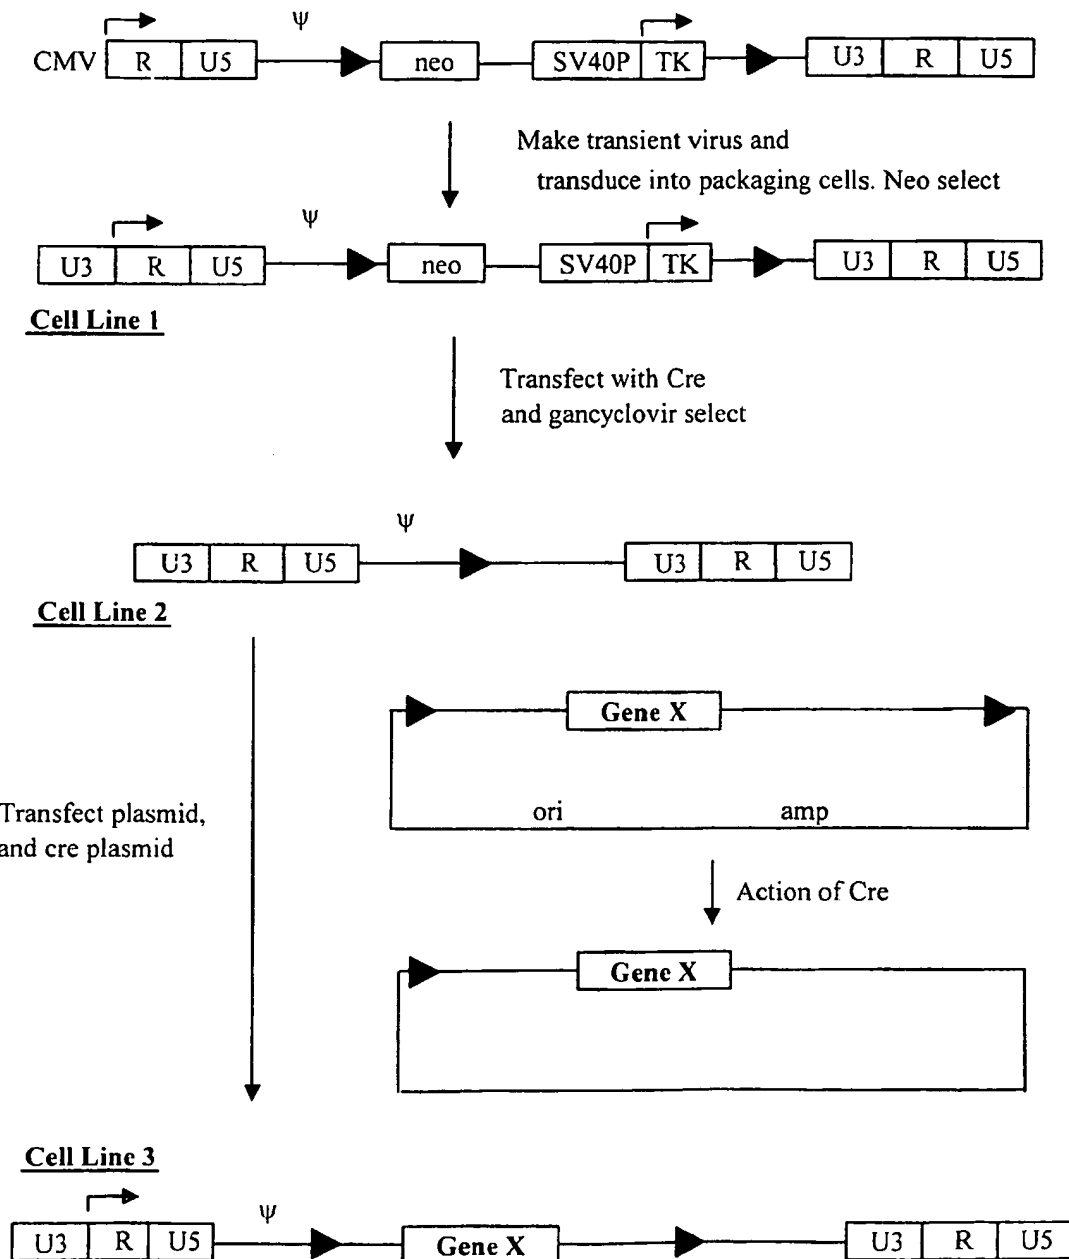 ψ
CMV R U5 neo SV40P TK U3 R U5
Make transient virus and
transduce into packaging cells. Neo select
ψ
U3 R U5 neo SV40P TK U3 R U5
Cell Line 1
Transfect with Cre
and gancyclovir select
ψ
U3 R U5 U3 R U5
Cell Line 2
Gene X
ori amp
Transfect plasmid,
and cre plasmid
Action of Cre
Gene X
Cell Line 3
ψ
U3 R U5 Gene X U3 R U5